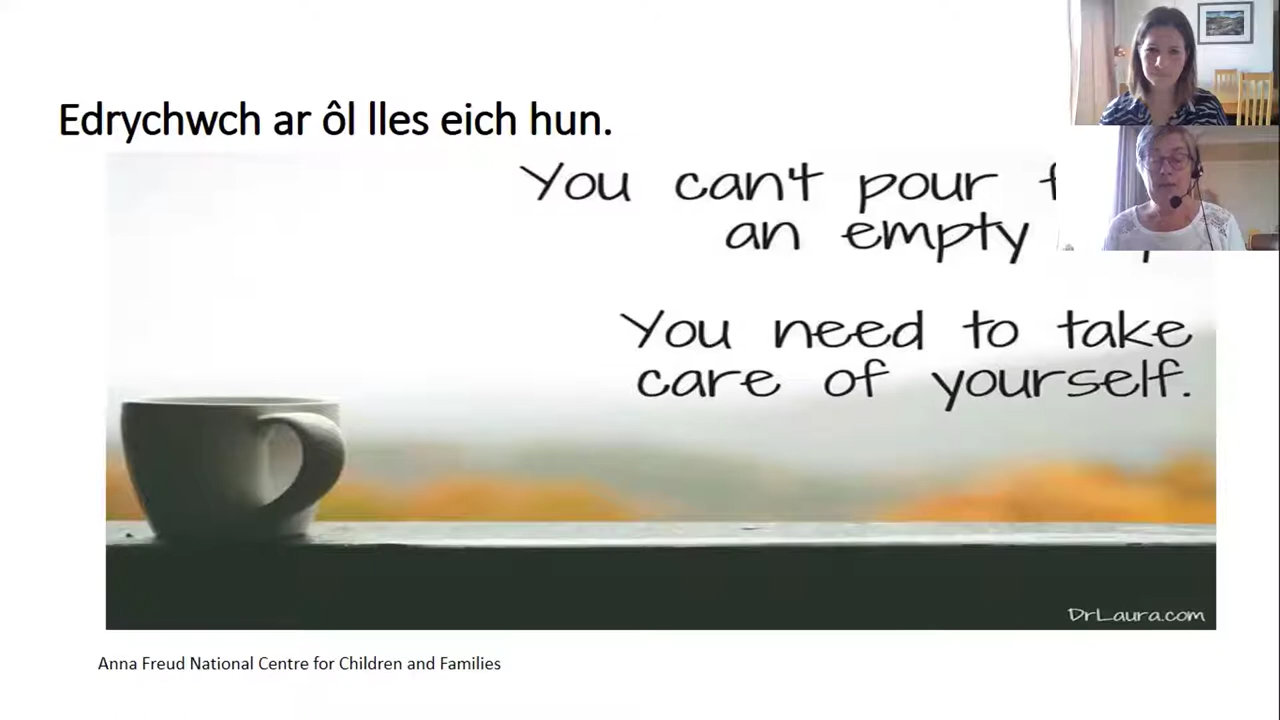 Edrychwch ar ôl lles eich hun.
You can't pour
an empty
You need to take
care of yourself.
DrLaura.com
Anna Freud National Centre for Children and Families